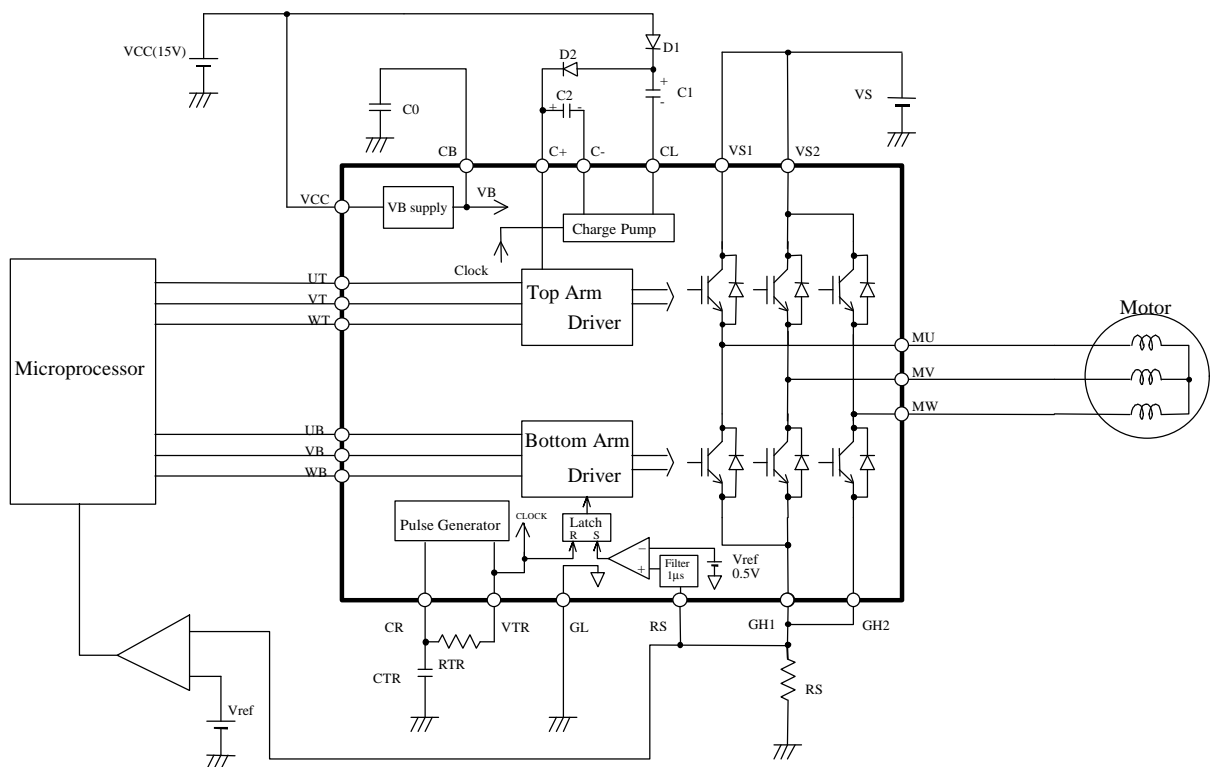 VCC(15V)
D1
D2
C2
+
-
+
-
C1
C0
VS
CB
C+
C-
CL
VS1
VS2
VCC
VB supply
VB
Charge Pump
Clock
UT
VT
WT
Top Arm
Driver
Motor
Microprocessor
MU
MV
MW
UB
VB
WB
Bottom Arm
Driver
Pulse Generator
CLOCK
Latch
R S
−
+
Filter
1μs
Vref
0.5V
CR
VTR
GL
RS
GH1
GH2
RTR
CTR
RS
Vref